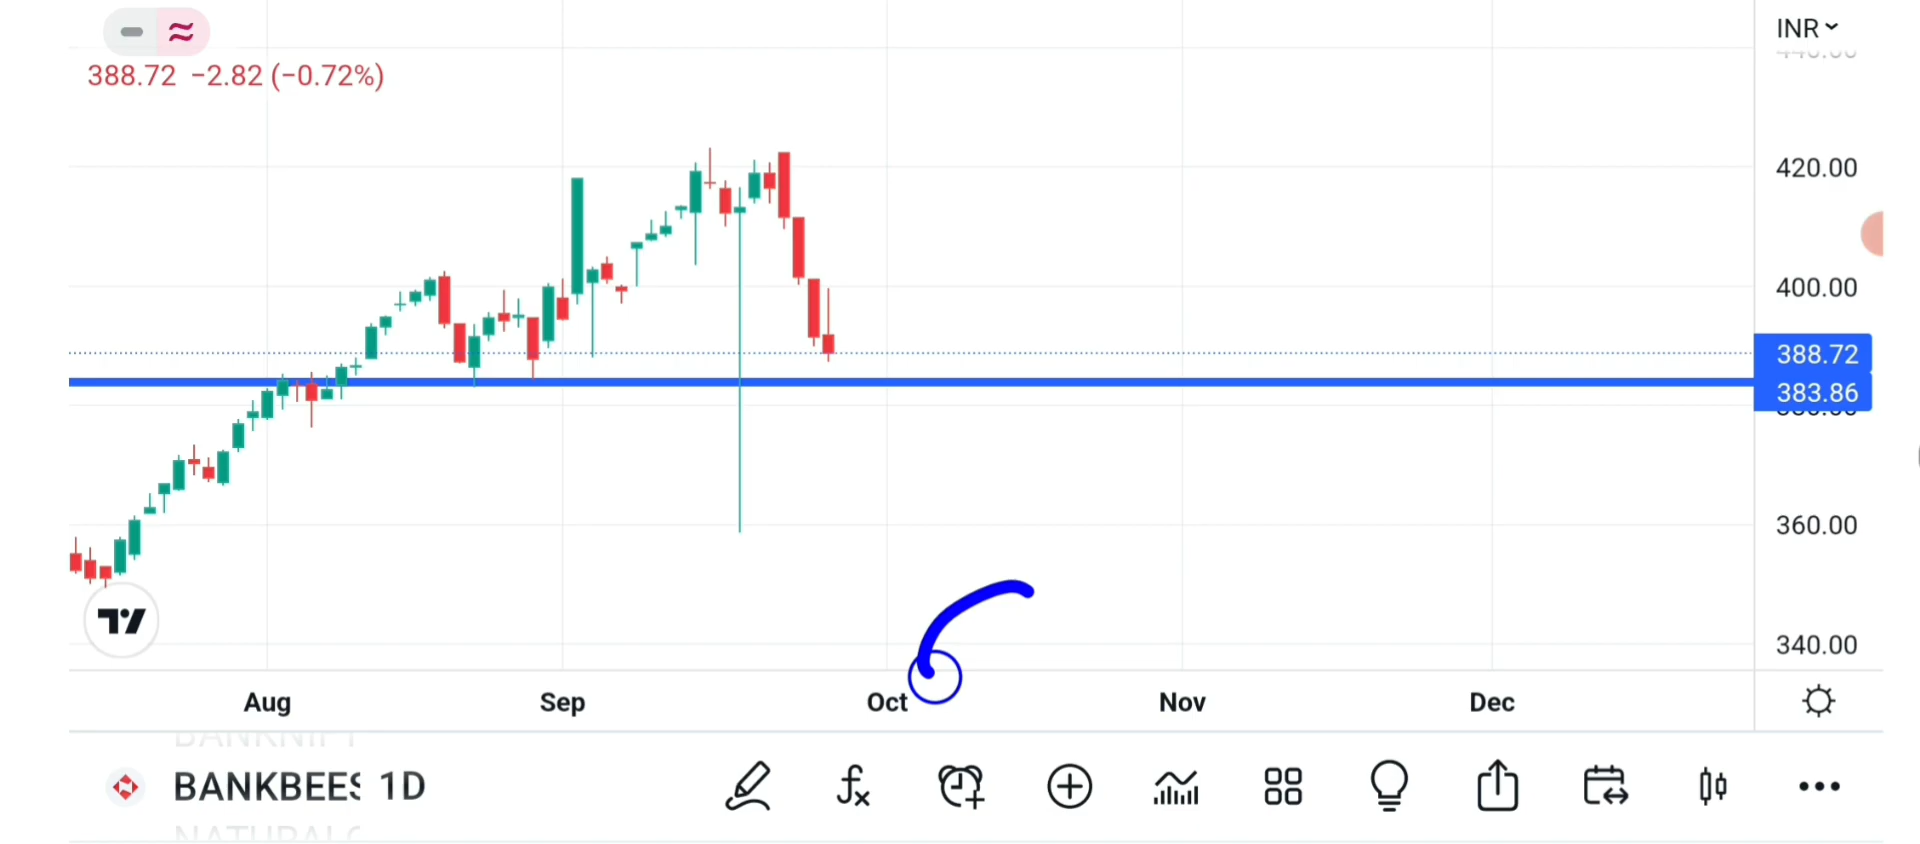 INR
388.72 −2.82 (−0.72%)
420.00
400.00
388.72
383.86
360.00
340.00
Aug Sep Oct Nov Dec
BANKNIFT
BANKBEES 1D